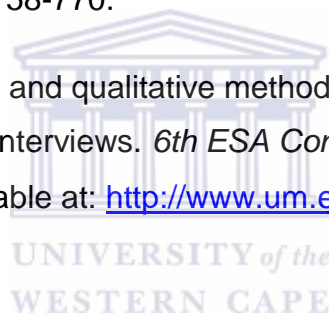 58-770.
and qualitative method
nterviews. 6th ESA Con
able at: http://www.um.e
UNIVERSITY of the
WESTERN CAPE